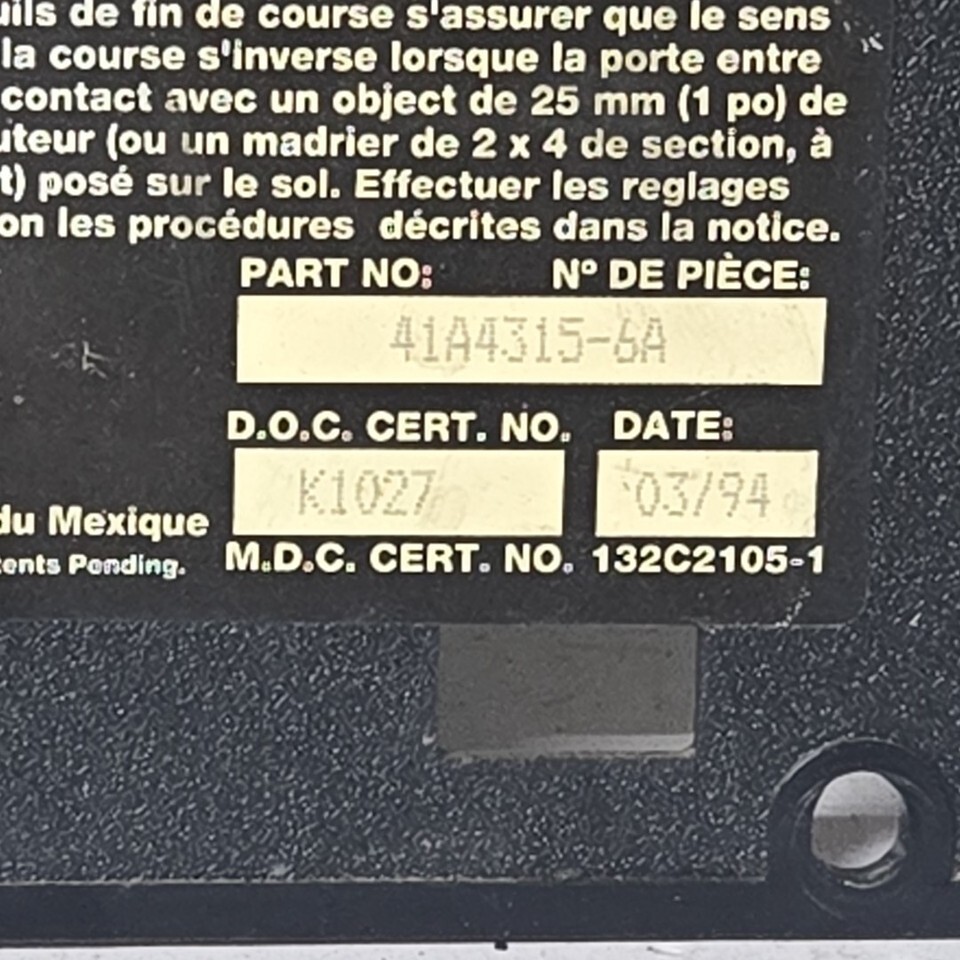 uils de fin de course s'assurer que le sens
la course s'inverse lorsque la porte entre
contact avec un object de 25 mm (1 po) de
uteur (ou un madrier de 2 x 4 de section, à
t) posé sur le sol. Effectuer les reglages
on les procédures décrites dans la notice.
PART NO: Nº DE PIÈCE:
41A4315-6A
D.O.C. CERT. NO. DATE:
K1027 03/94
du Mexique
ents Pending. M.D.C. CERT. NO. 132C2105-1